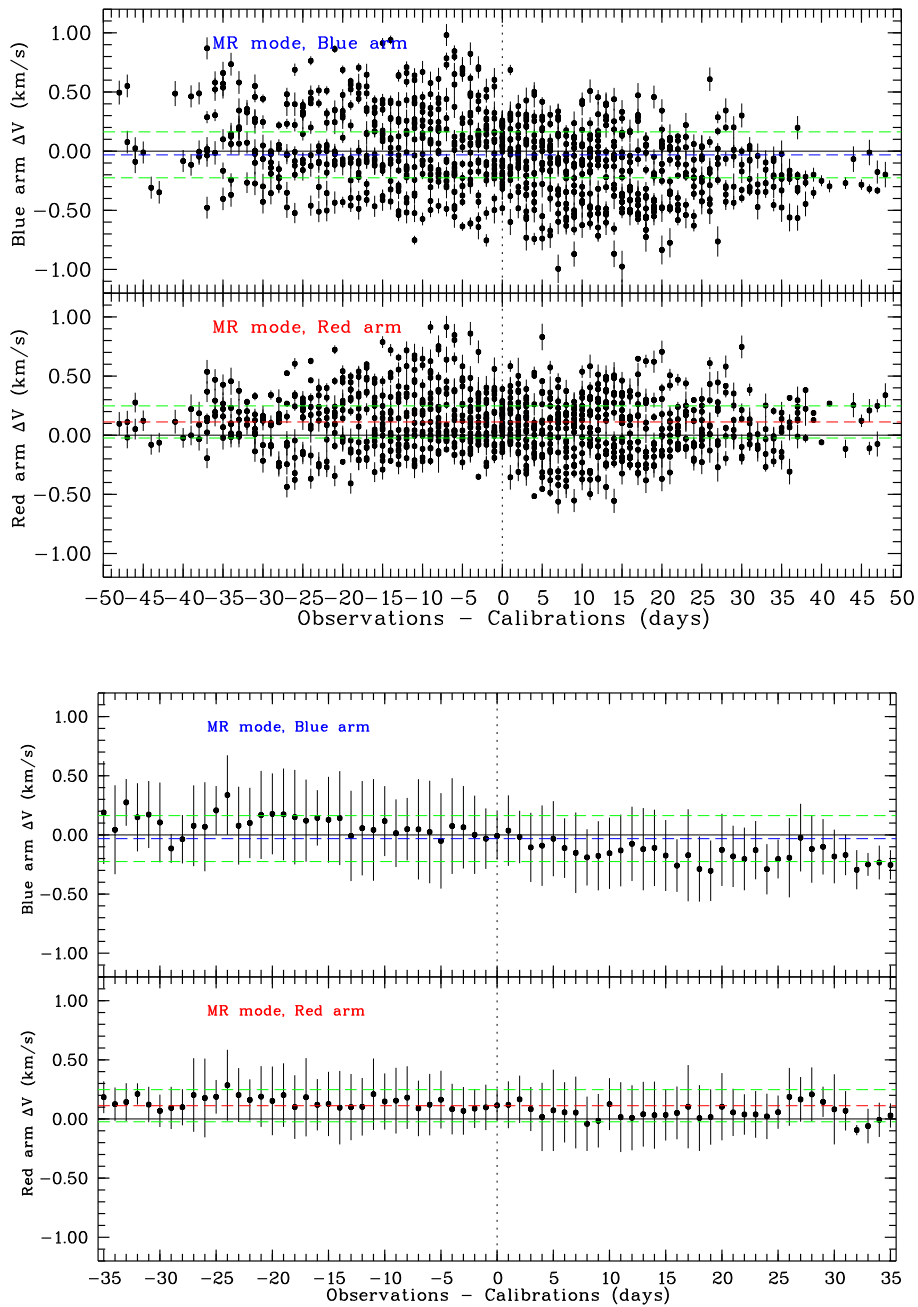 MR mode, Blue arm
Blue arm ΔV (km/s)
1.00
0.50
0.00
−0.50
−1.00
MR mode, Red arm
Red arm ΔV (km/s)
1.00
0.50
0.00
−0.50
−1.00
−50 −45 −40 −35 −30 −25 −20 −15 −10 −5 0 5 10 15 20 25 30 35 40 45 50
Observations − Calibrations (days)
MR mode, Blue arm
Blue arm ΔV (km/s)
1.00
0.50
0.00
−0.50
−1.00
MR mode, Red arm
Red arm ΔV (km/s)
1.00
0.50
0.00
−0.50
−1.00
−35 −30 −25 −20 −15 −10 −5 0 5 10 15 20 25 30 35
Observations − Calibrations (days)